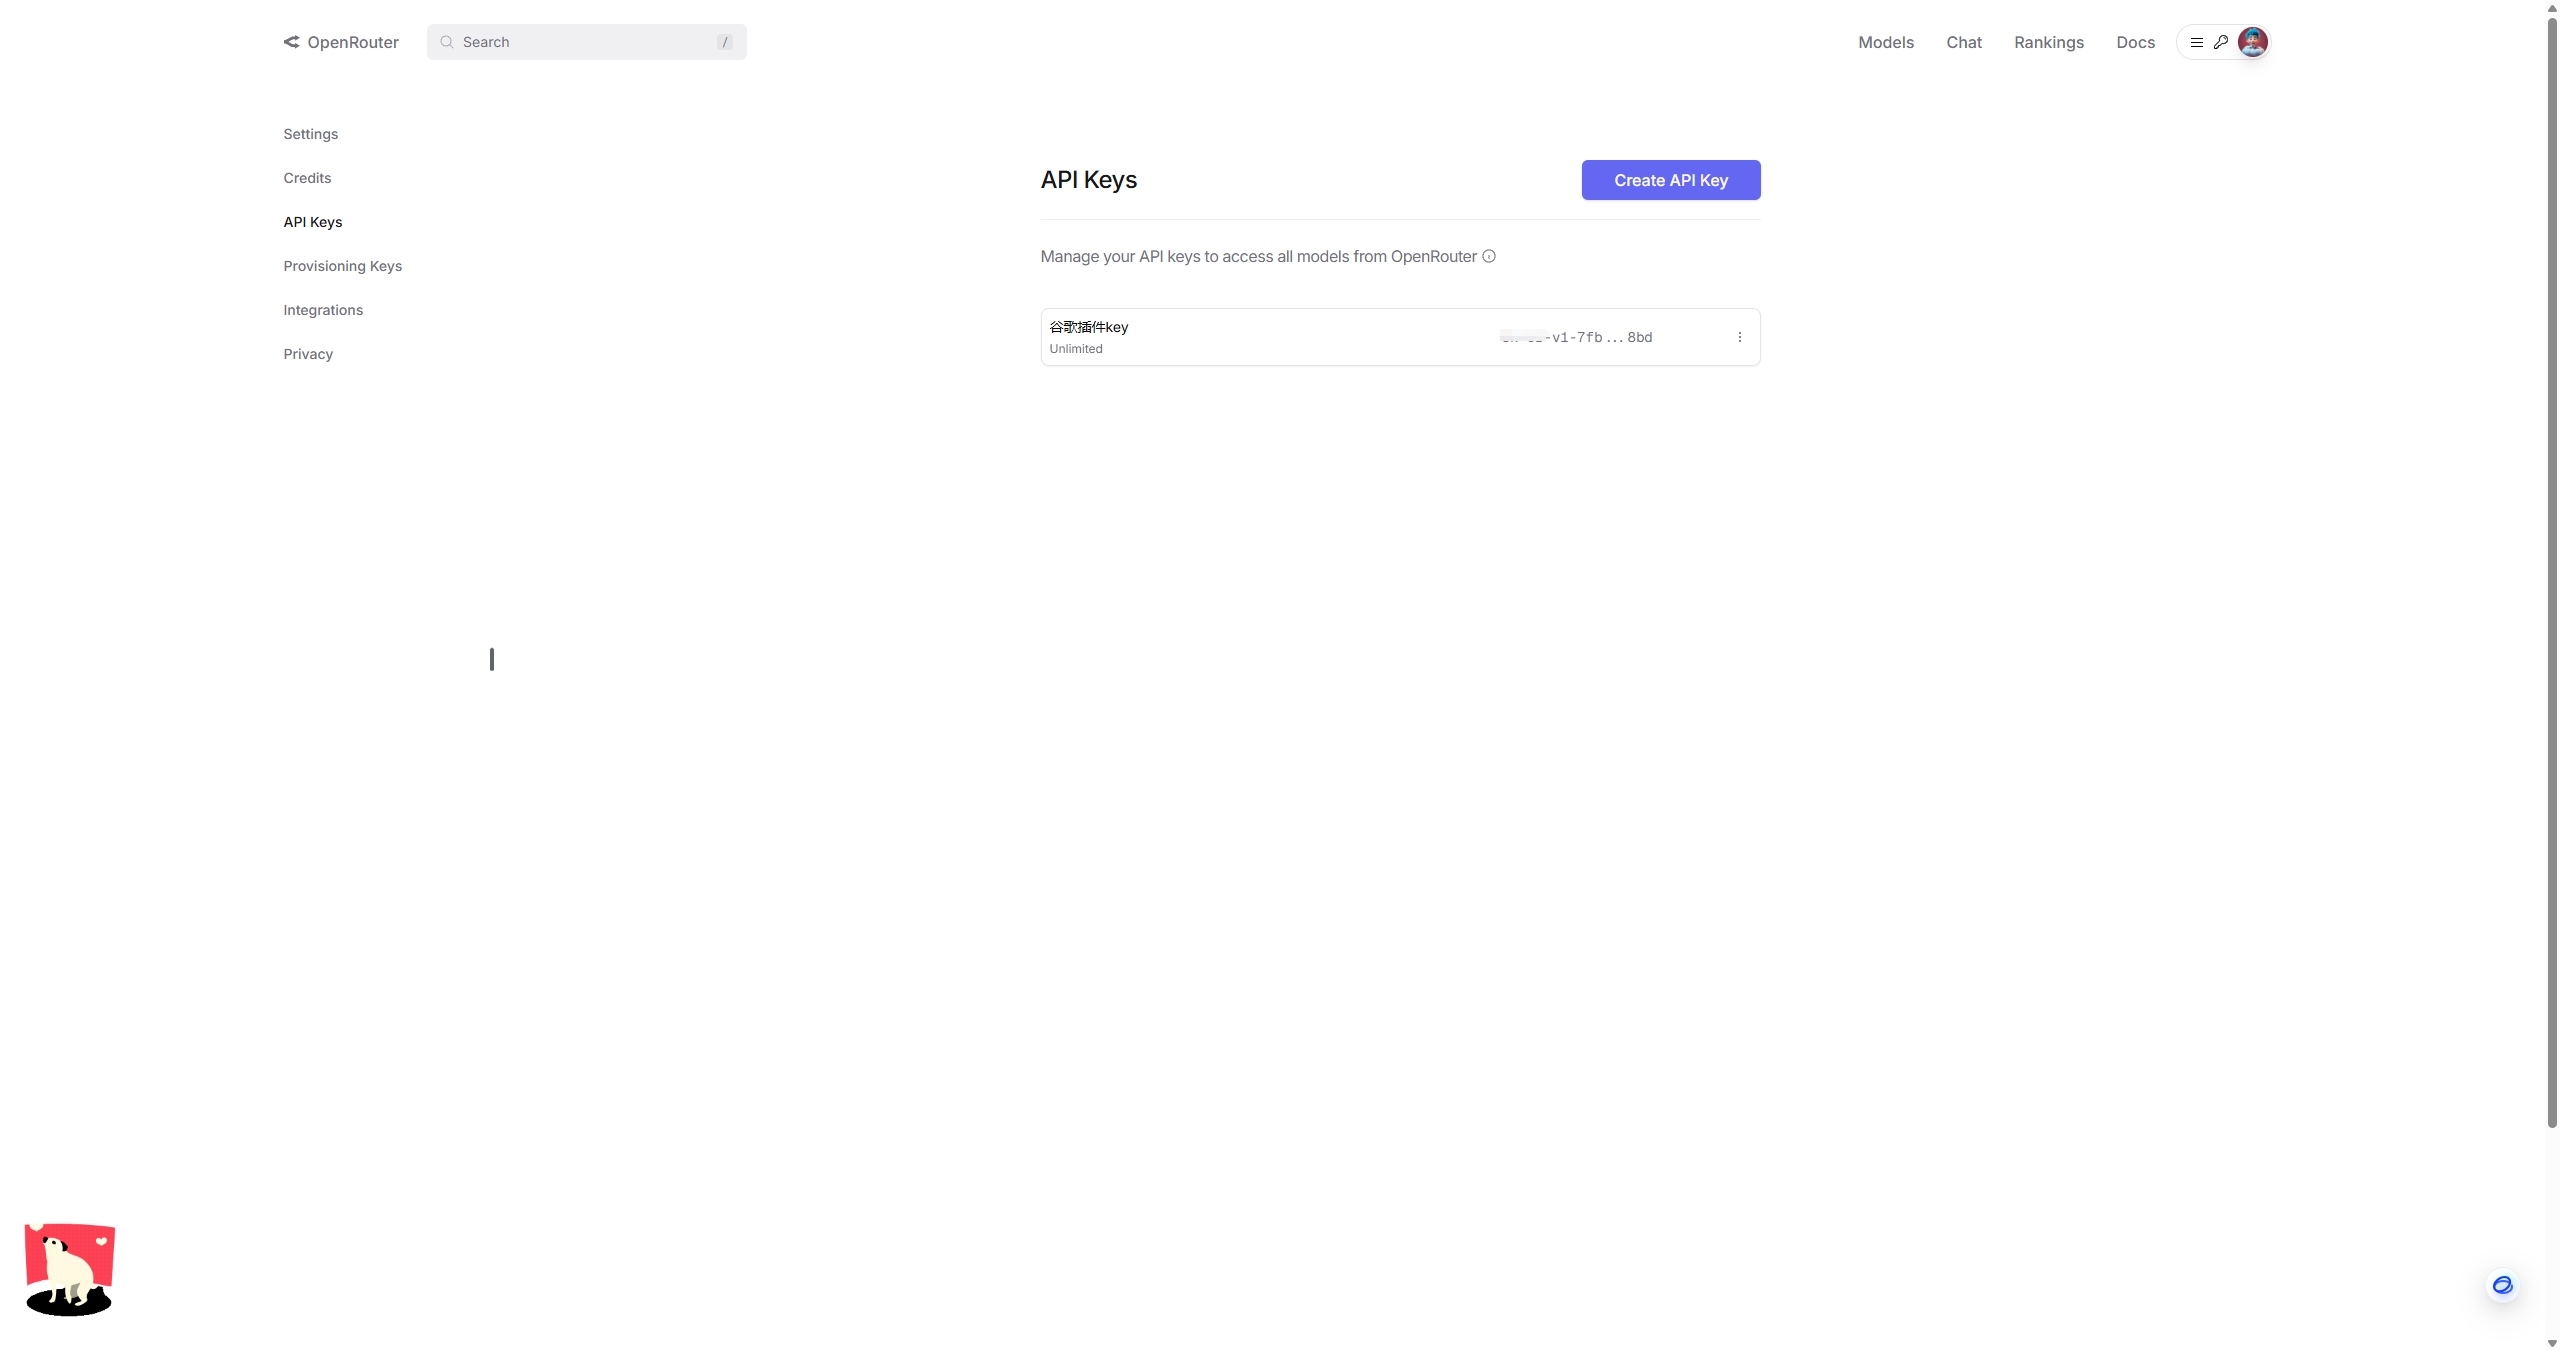 OpenRouter
Search /
Models Chat Rankings Docs
Settings
Credits
API Keys
Provisioning Keys
Integrations
Privacy
API Keys
Create API Key
Manage your API keys to access all models from OpenRouter
谷歌插件key
Unlimited
-v1-7fb...8bd